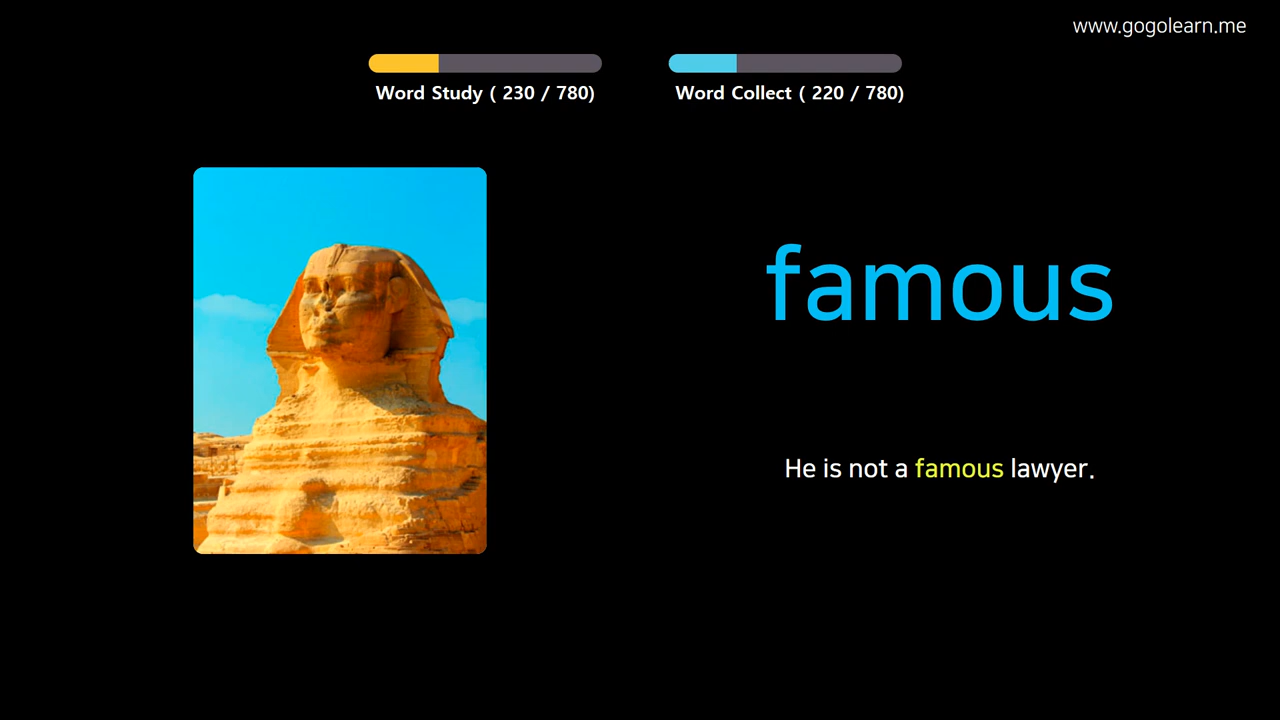 www.gogolearn.me
Word Study ( 230 / 780)
Word Collect ( 220 / 780)
famous
He is not a famous lawyer.